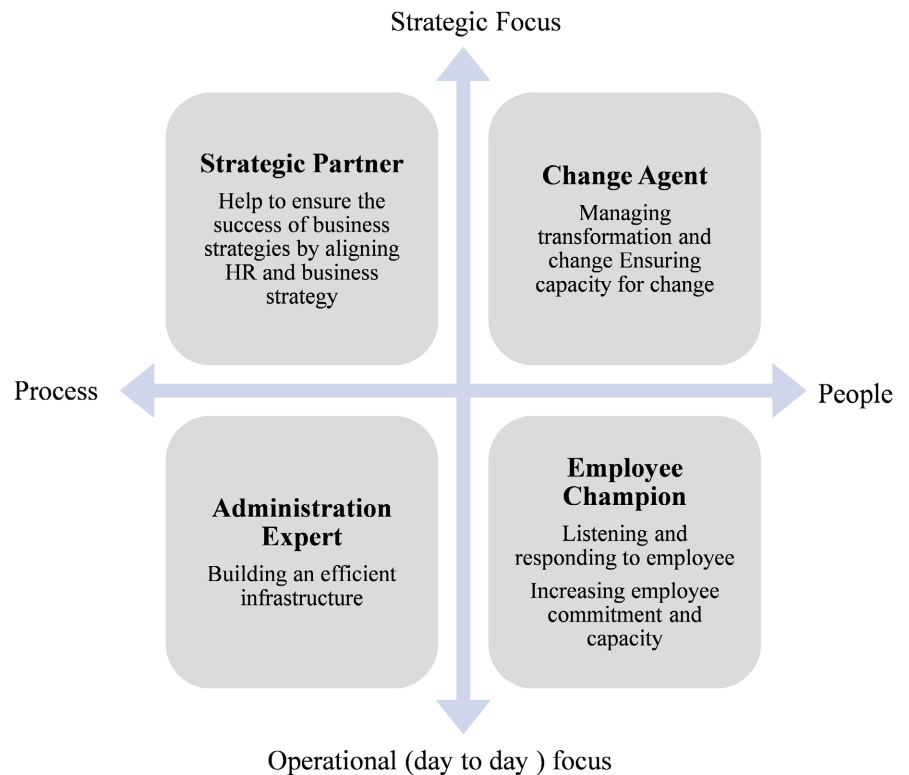 Strategic Focus
Strategic Partner
Help to ensure the
success of business
strategies by aligning
HR and business
strategy
Change Agent
Managing
transformation and
change Ensuring
capacity for change
Process
People
Administration
Expert
Building an efficient
infrastructure
Employee
Champion
Listening and
responding to employee
Increasing employee
commitment and
capacity
Operational (day to day ) focus